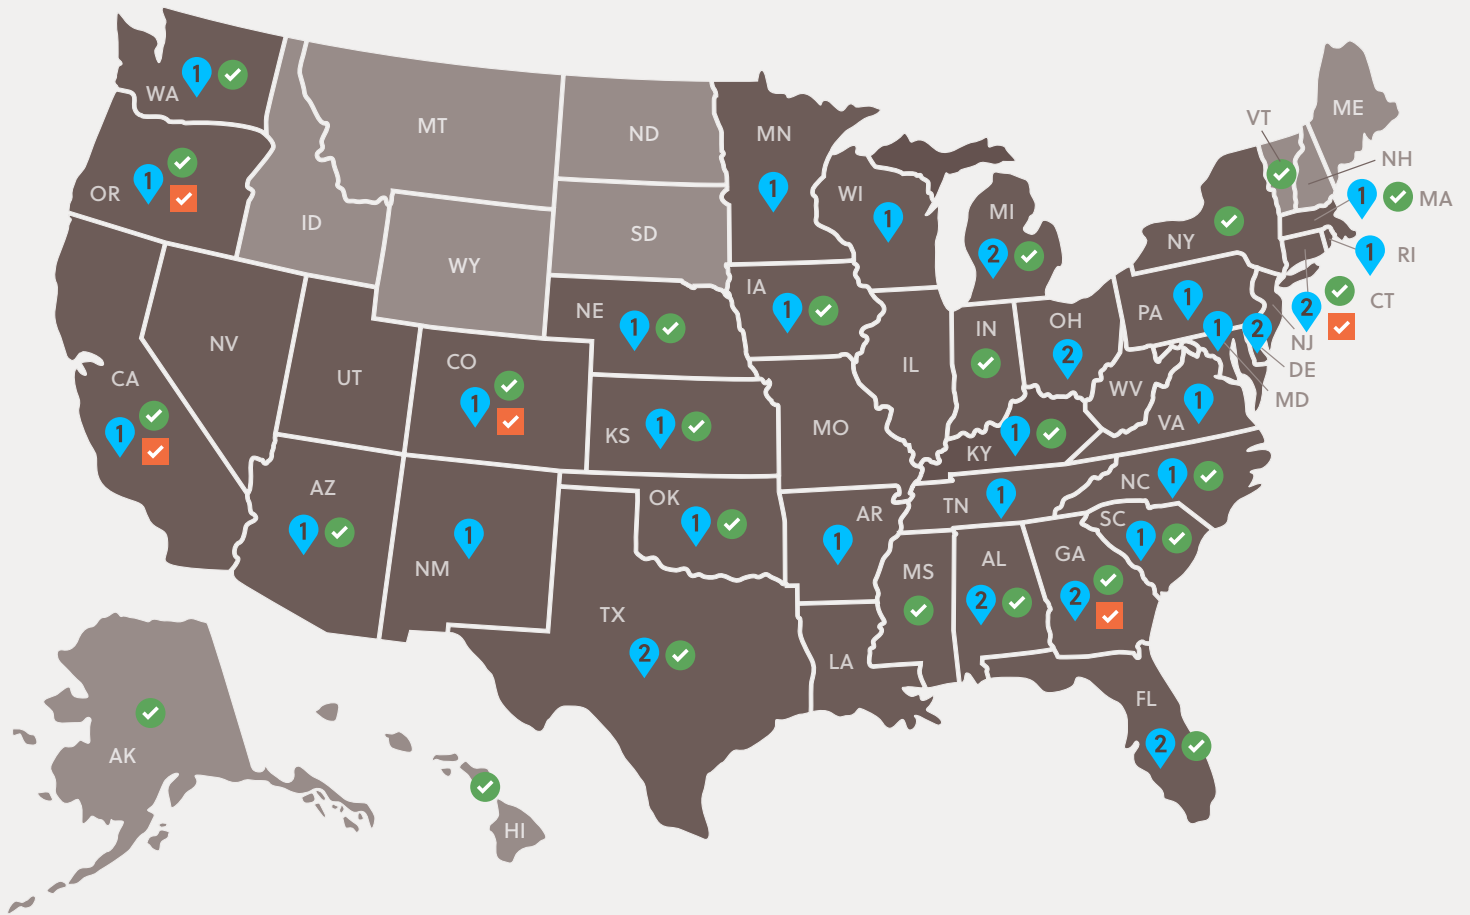 WA 1
MT
ND
MN
ME
VT
OR 1
ID
SD
WI 1
1
MI
2
NH
1 MA
NY
1 RI
WY
NE 1
IA
1
IN
OH
2
PA 1
1
2
2 CT
NJ
DE
MD
NV
UT
CO
1
IL
WV
VA 1
CA
1
KS 1
MO
KY 1
AZ
1
NM
1
OK
1
AR
1
TN 1
NC 1
SC
1
TX
2
LA
MS
AL
2
GA
2
FL
2
AK
HI